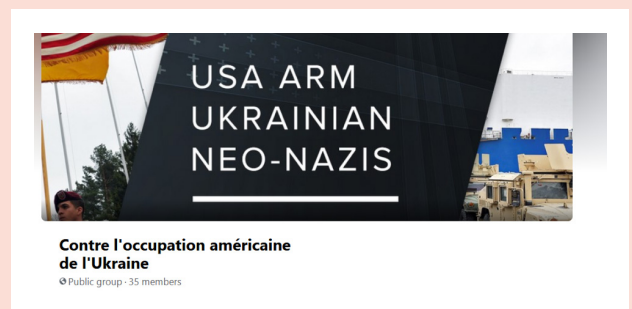 USA ARM
UKRAINIAN
NEO-NAZIS
Contre l'occupation américaine
de l'Ukraine
Public group · 35 members